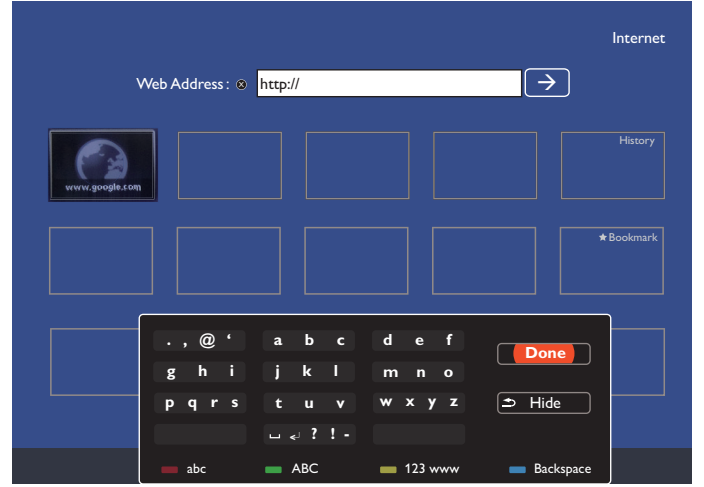 Internet
Web Address : ⊗ http:// →
www.google.com
History
★Bookmark
. , @ ‘ a b c d e f
Done
g h i j k l m n o
p q r s t u v w x y z
Hide
␣ ↵ ? ! -
abc ABC 123 www Backspace